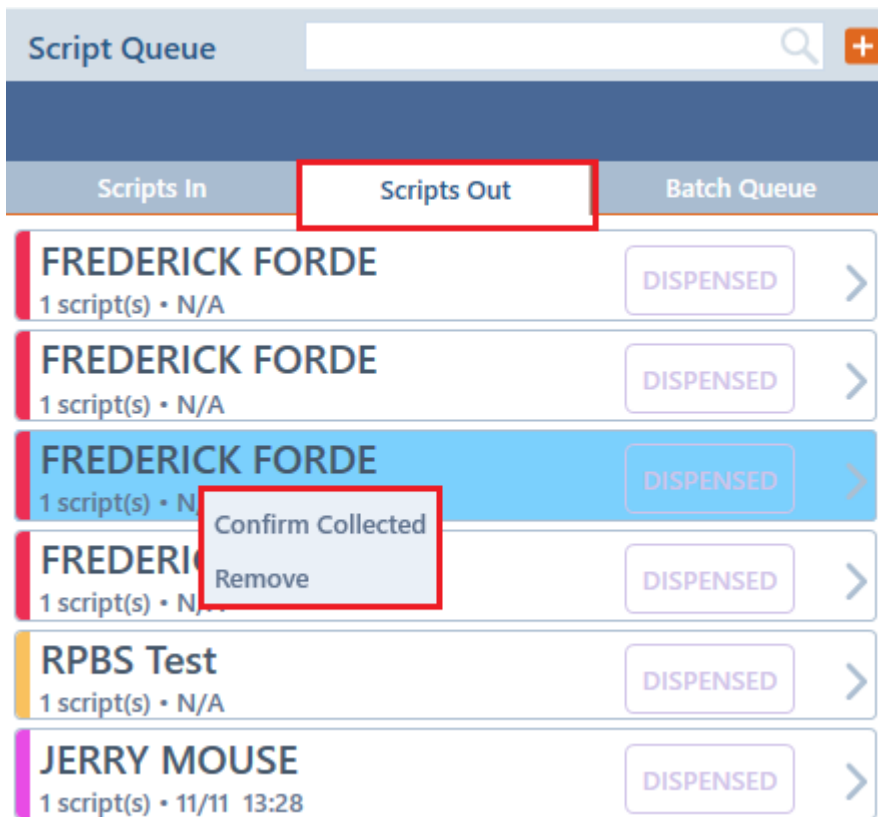 Script Queue
Scripts In Scripts Out Batch Queue
FREDERICK FORDE
1 script(s) • N/A
DISPENSED
FREDERICK FORDE
1 script(s) • N/A
DISPENSED
FREDERICK FORDE
1 script(s) • N
DISPENSED
Confirm Collected
Remove
FREDERI
1 script(s) • N/A
DISPENSED
RPBS Test
1 script(s) • N/A
DISPENSED
JERRY MOUSE
1 script(s) • 11/11 13:28
DISPENSED